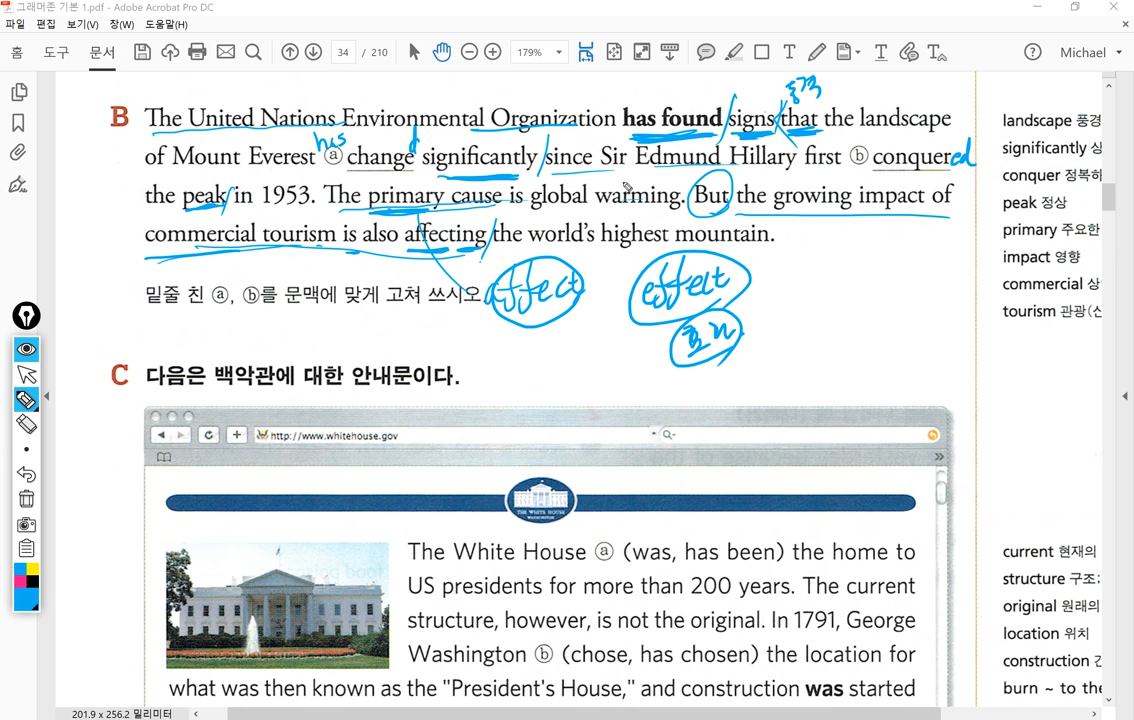 그래머존 기본 1.pdf - Adobe Acrobat Pro DC
파일 편집 보기(V) 창(W) 도움말(H)
홈 도구 문서 34 / 210 179% Michael
동격
B The United Nations Environmental Organization has found signs that the landscape
has d
of Mount Everest ⓐ change significantly since Sir Edmund Hillary first ⓑ conquer ed
the peak in 1953. The primary cause is global warming. But the growing impact of
commercial tourism is also affecting the world's highest mountain.
밑줄 친 ⓐ, ⓑ를 문맥에 맞게 고쳐 쓰시오
affect effect
효과
C 다음은 백악관에 대한 안내문이다.
http://www.whitehouse.gov
THE WHITE HOUSE
WASHINGTON
The White House ⓐ (was, has been) the home to
US presidents for more than 200 years. The current
structure, however, is not the original. In 1791, George
Washington ⓑ (chose, has chosen) the location for
what was then known as the "President's House," and construction was started
landscape 풍경
significantly 상
conquer 정복하
peak 정상
primary 주요한
impact 영향
commercial 상
tourism 관광(산
current 현재의
structure 구조;
original 원래의
location 위치
construction 건
burn ~ to the
201.9 x 256.2 밀리미터